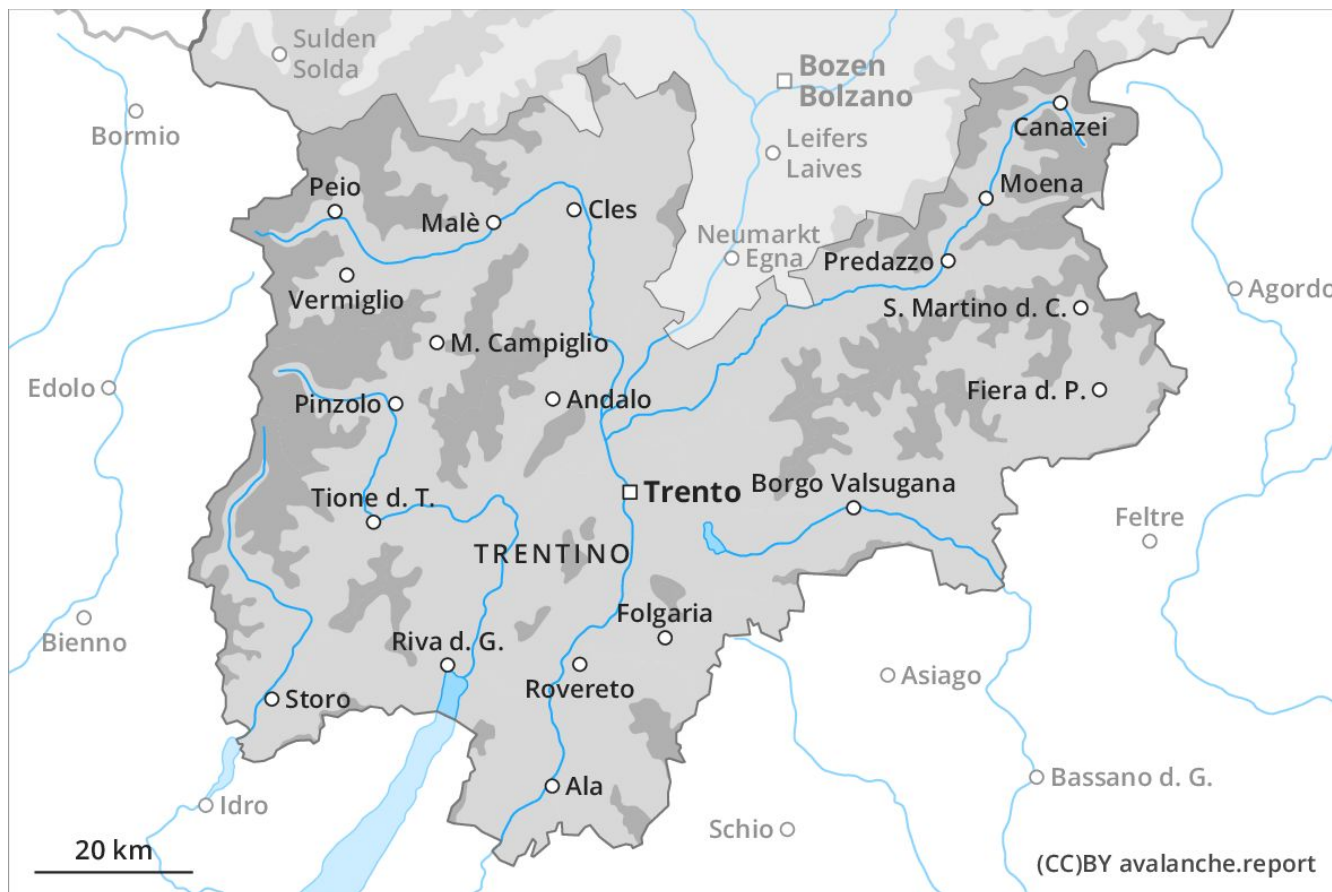 Sulden
Solda
Bozen
Bolzano
Bormio
Canazei
Leifers
Laives
Peio
Moena
Malè
Cles
Neumarkt
Egna
Predazzo
Vermiglio
Agordo
S. Martino d. C.
M. Campiglio
Edolo
Pinzolo
Andalo
Fiera d. P.
Trento
Borgo Valsugana
Tione d. T.
Feltre
TRENTINO
Folgaria
Bienno
Riva d. G.
Asiago
Rovereto
Storo
Bassano d. G.
Ala
Idro
Schio
20 km
(CC)BY avalanche.report